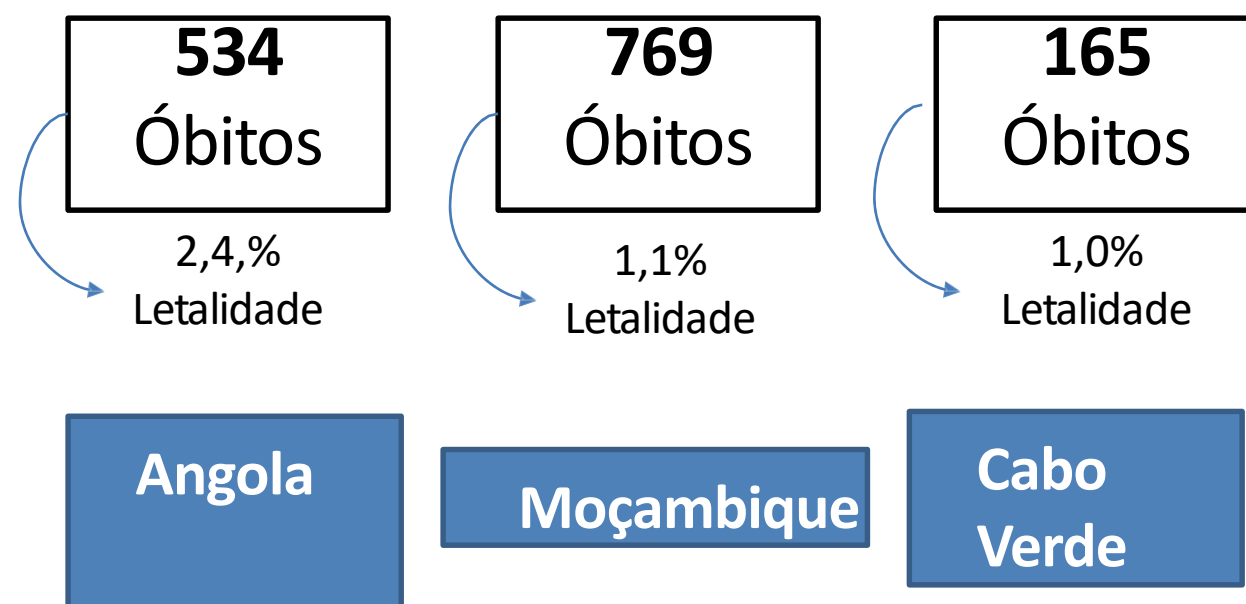 534
Óbitos
2,4,%
Letalidade
Angola
769
Óbitos
1,1%
Letalidade
Moçambique
165
Óbitos
1,0%
Letalidade
Cabo
Verde